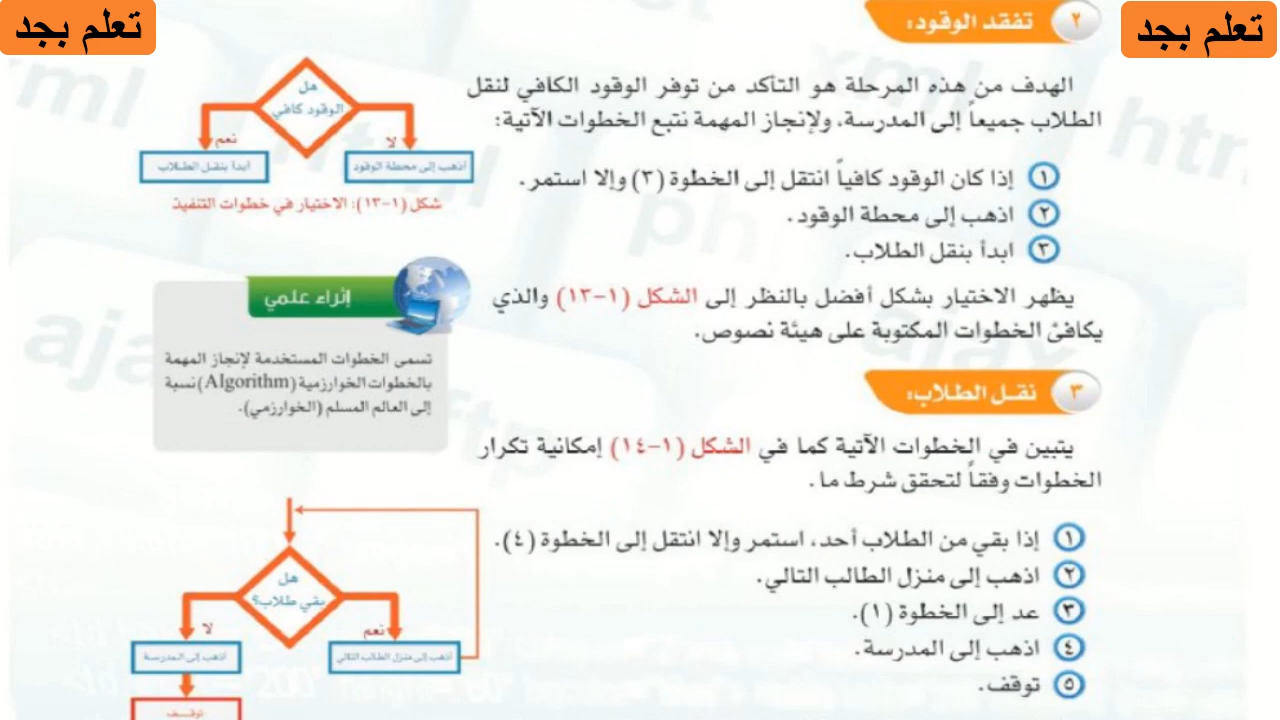 تعلم بجد
تعلم بجد
٢ تفقد الوقود:
الهدف من هذه المرحلة هو التأكد من توفر الوقود الكافي لنقل
الطلاب جميعاً إلى المدرسة، ولإنجاز المهمة نتبع الخطوات الآتية:
١ إذا كان الوقود كافياً انتقل إلى الخطوة (٣) وإلا استمر.
٢ اذهب إلى محطة الوقود.
٣ ابدأ بنقل الطلاب.
يظهر الاختيار بشكل أفضل بالنظر إلى الشكل (١-١٣) والذي
يكافئ الخطوات المكتوبة على هيئة نصوص.
هل
الوقود كافي
لا
نعم
أذهب إلى محطة الوقود
أبدأ بنقل الطلاب
شكل (١-١٣): الاختيار في خطوات التنفيذ
إثراء علمي
تسمى الخطوات المستخدمة لإنجاز المهمة
بالخطوات الخوارزمية (Algorithm) نسبة
إلى العالم المسلم (الخوارزمي).
٣ نقل الطلاب:
يتبين في الخطوات الآتية كما في الشكل (١-١٤) إمكانية تكرار
الخطوات وفقاً لتحقق شرط ما.
١ إذا بقي من الطلاب أحد، استمر وإلا انتقل إلى الخطوة (٤).
٢ اذهب إلى منزل الطالب التالي.
٣ عد إلى الخطوة (١).
٤ اذهب إلى المدرسة.
٥ توقف.
هل
بقي طلاب؟
نعم
لا
أذهب إلى منزل الطالب التالي
أذهب إلى المدرسة
توقف